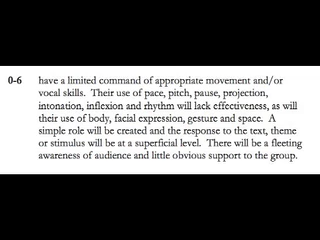 0-6 have a limited command of appropriate movement and/or
vocal skills. Their use of pace, pitch, pause, projection,
intonation, inflexion and rhythm will lack effectiveness, as will
their use of body, facial expression, gesture and space. A
simple role will be created and the response to the text, theme
or stimulus will be at a superficial level. There will be a fleeting
awareness of audience and little obvious support to the group.